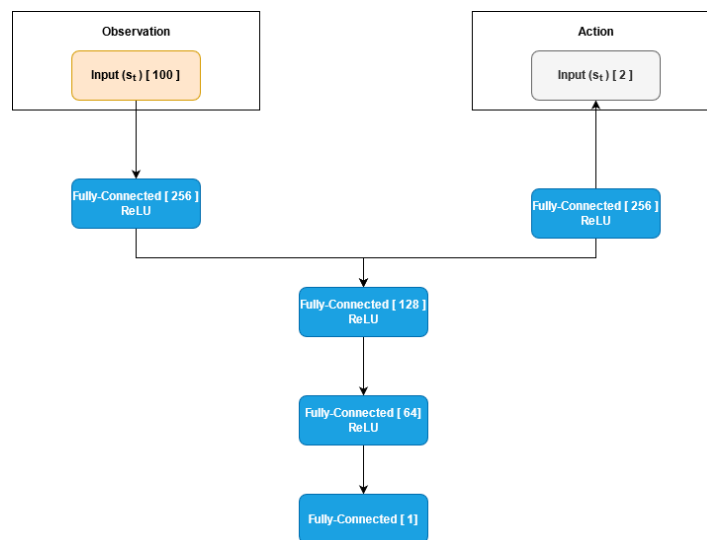 Observation
Input (sₜ) [ 100 ]
Action
Input (sₜ) [ 2 ]
Fully-Connected [ 256 ]
ReLU
Fully-Connected [ 256 ]
ReLU
Fully-Connected [ 128 ]
ReLU
Fully-Connected [ 64]
ReLU
Fully-Connected [ 1]